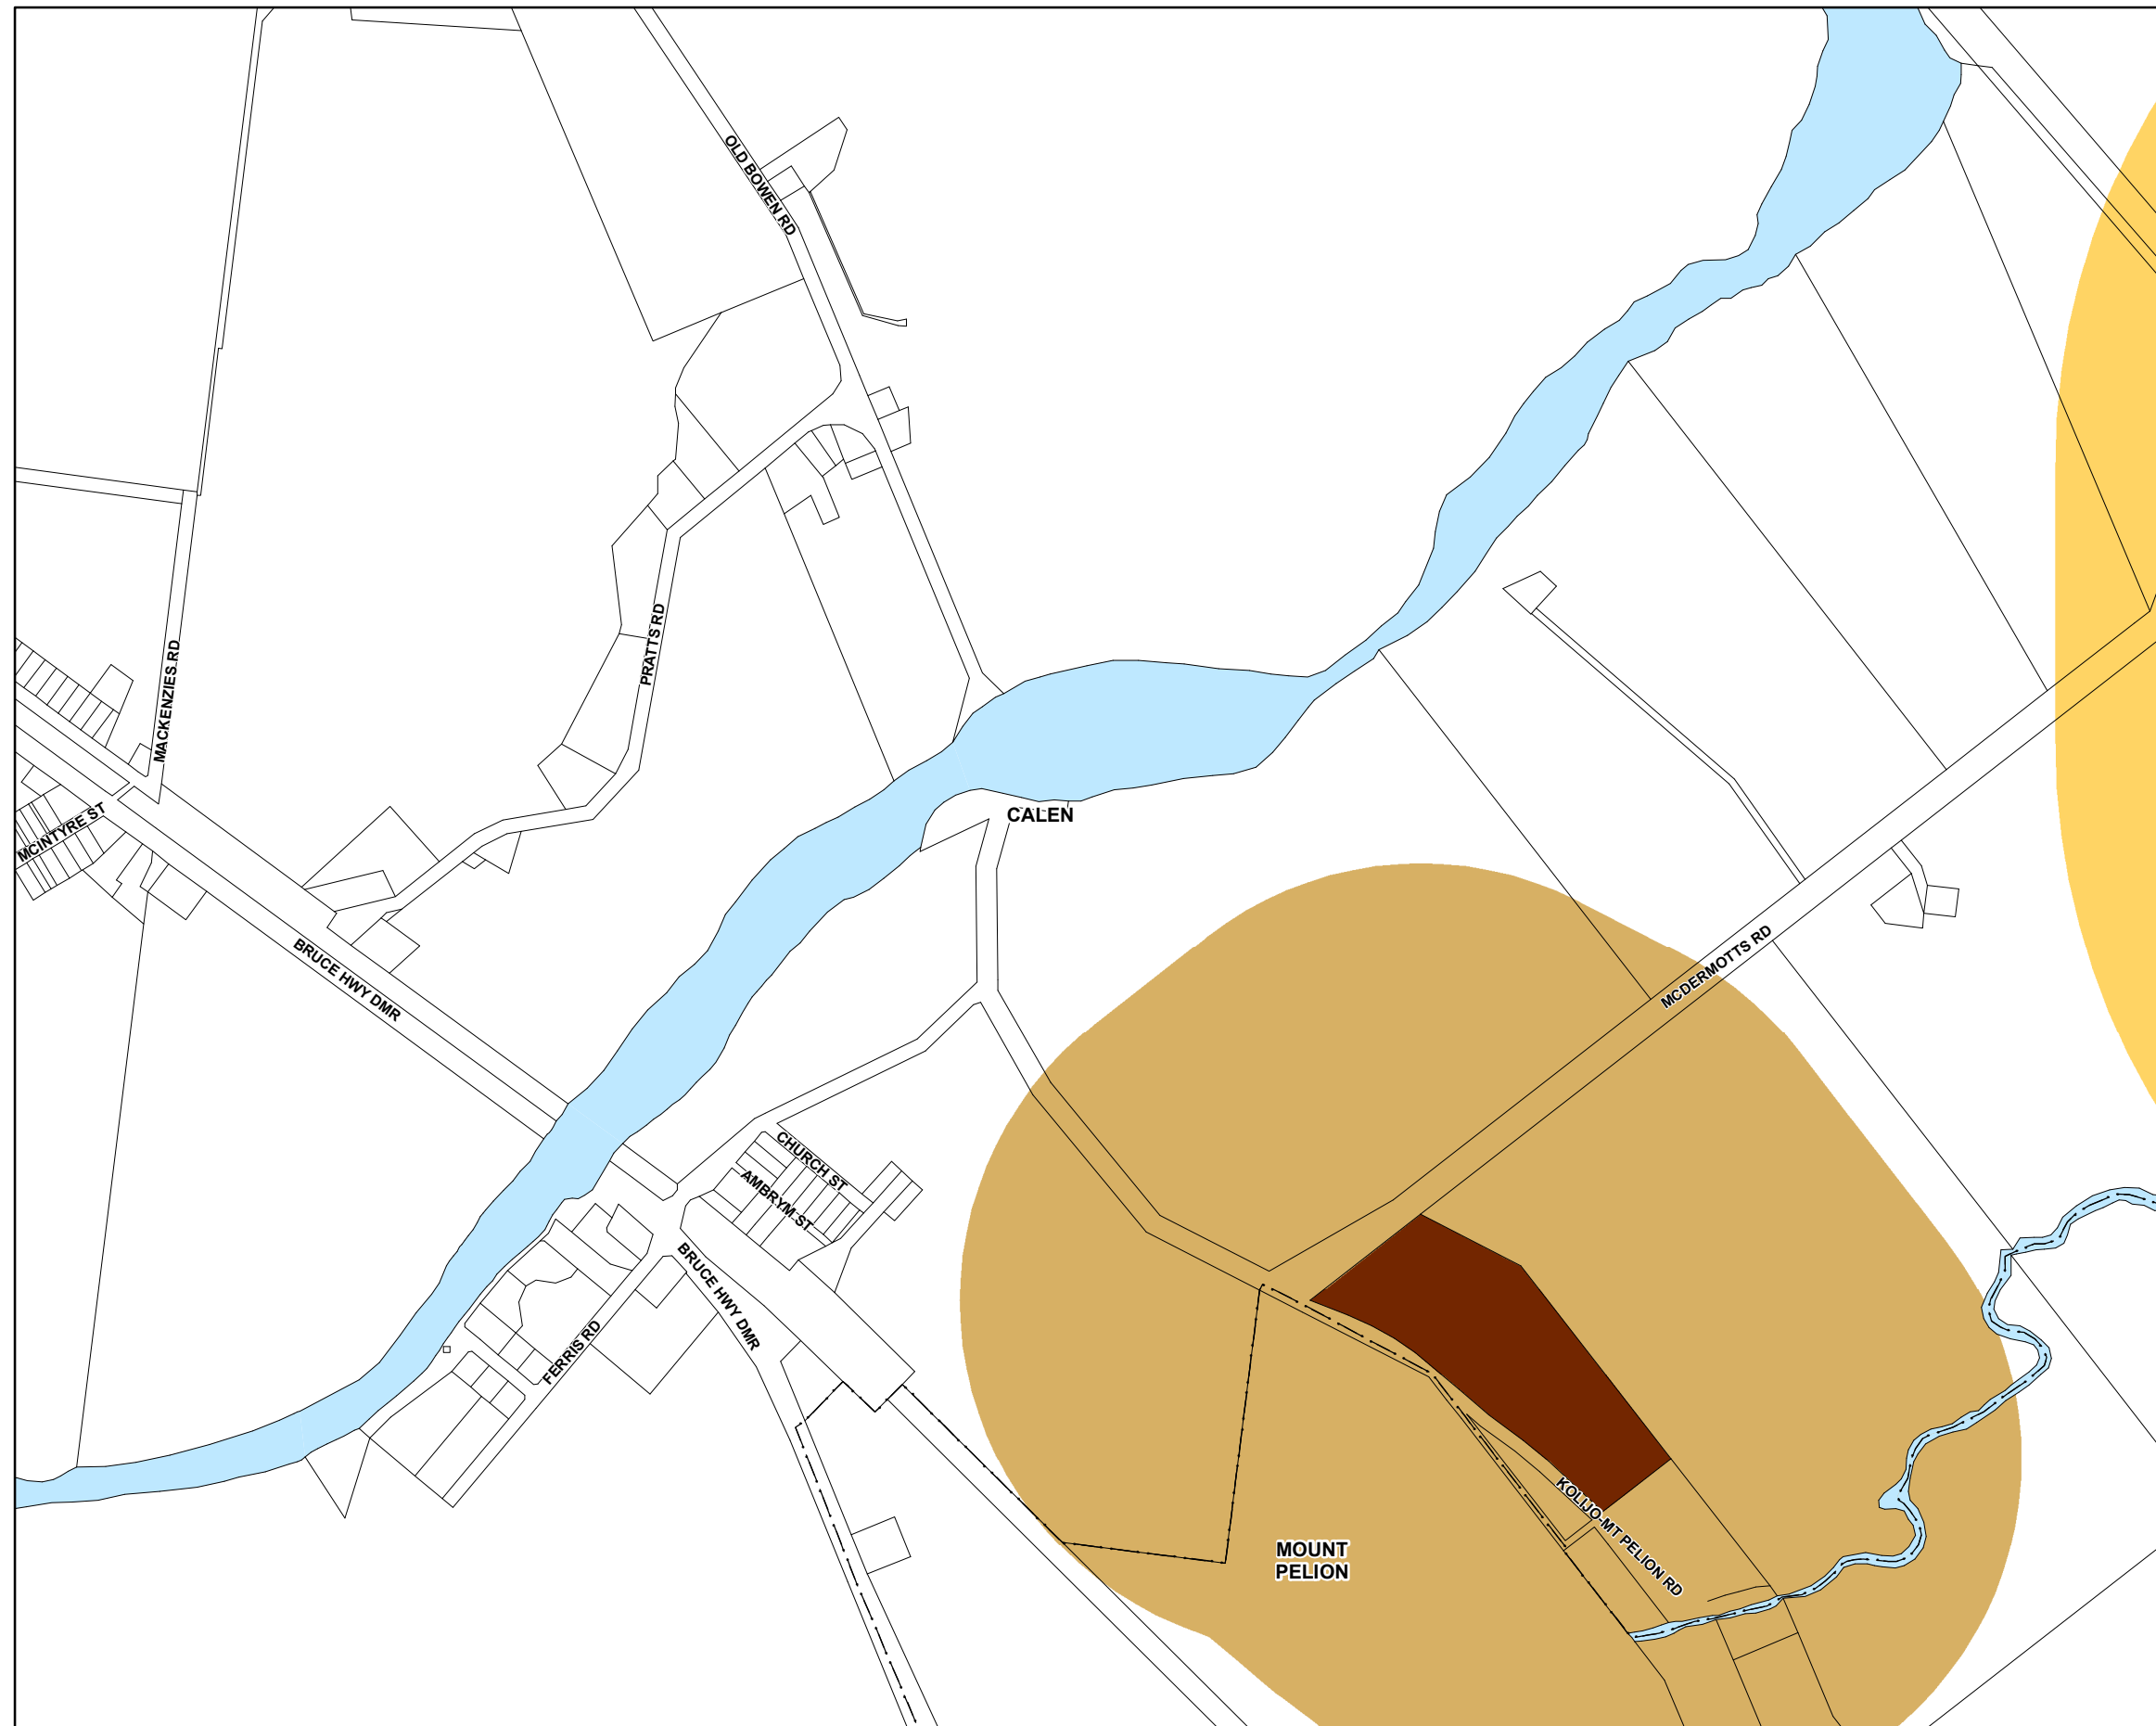 OLD BOWEN RD
PRATTS RD
MACKENZIES RD
MCINTYRE ST
CALEN
BRUCE HWY DMR
MCDERMOTTS RD
CHURCH ST
AMBRYM ST
BRUCE HWY DMR
FERRIS RD
KOLIJO-MT PELION RD
MOUNT
PELION